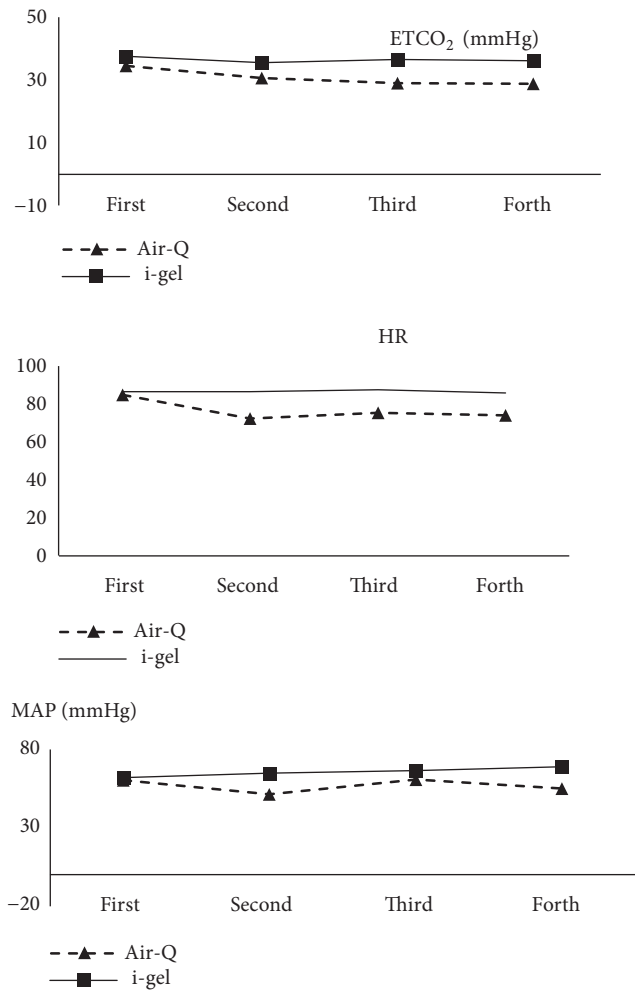 ETCO₂ (mmHg)
50
30
10
−10
First Second Third Forth
Air-Q
i-gel
HR
100
80
60
40
20
0
First Second Third Forth
Air-Q
i-gel
MAP (mmHg)
80
30
−20
First Second Third Forth
Air-Q
i-gel